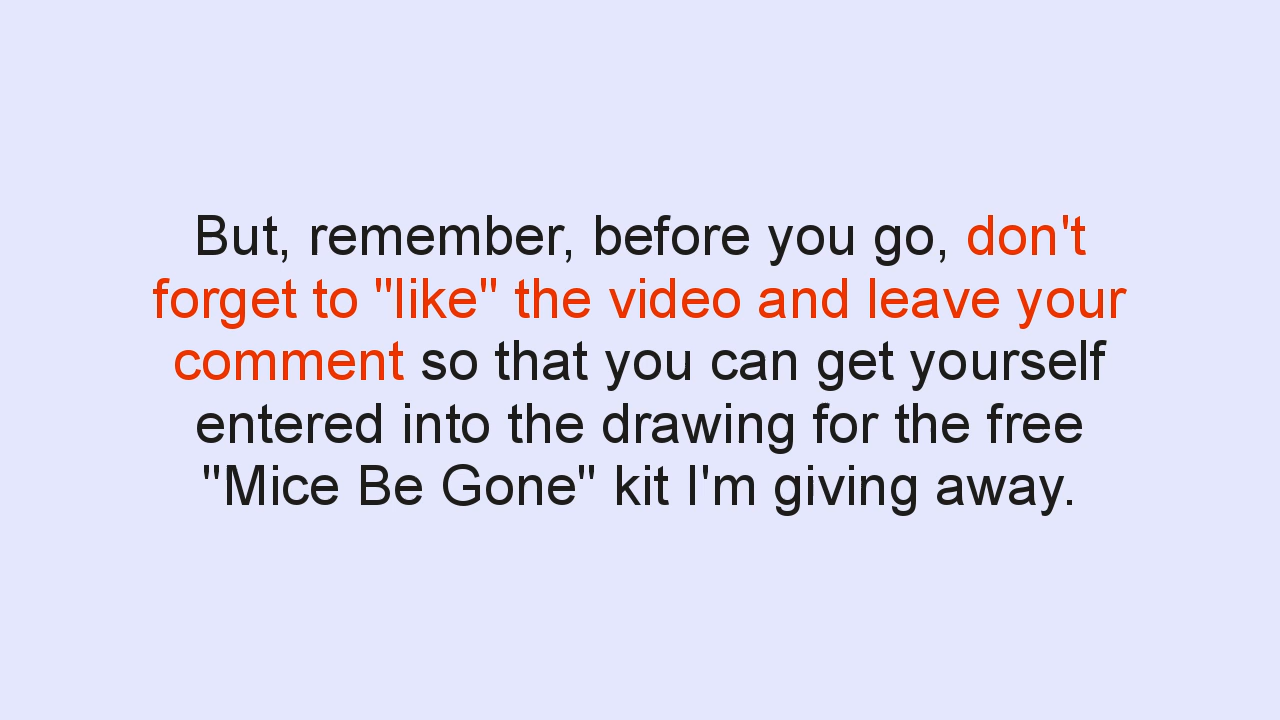 But, remember, before you go, don't
forget to "like" the video and leave your
comment so that you can get yourself
entered into the drawing for the free
"Mice Be Gone" kit I'm giving away.